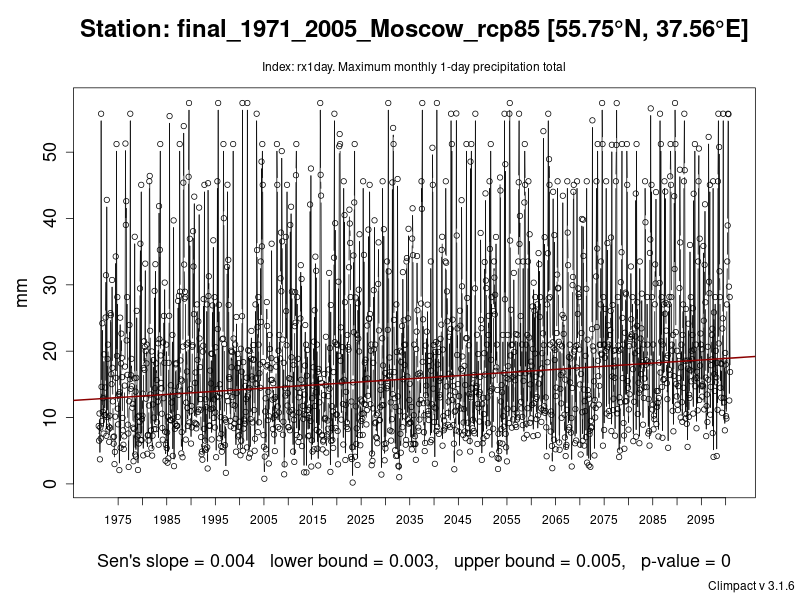 Station: final_1971_2005_Moscow_rcp85 [55.75°N, 37.56°E]
Index: rx1day. Maximum monthly 1-day precipitation total
50
40
30
20
10
0
mm
1975 1985 1995 2005 2015 2025 2035 2045 2055 2065 2075 2085 2095
Sen's slope = 0.004 lower bound = 0.003, upper bound = 0.005, p-value = 0
Climpact v 3.1.6